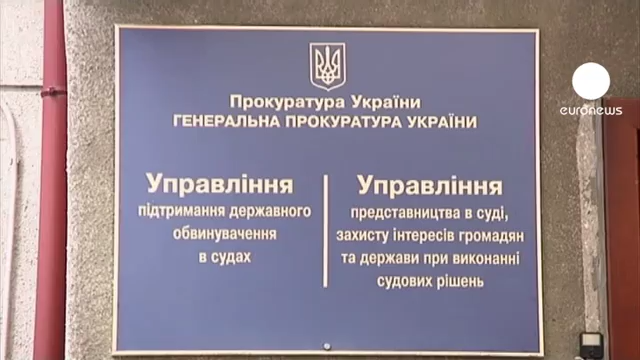 Прокуратура України
ГЕНЕРАЛЬНА ПРОКУРАТУРА УКРАЇНИ
Управління
підтримання державного
обвинувачення
в судах
Управління
представництва в суді,
захисту інтересів громадян
та держави при виконанні
судових рішень
euronews